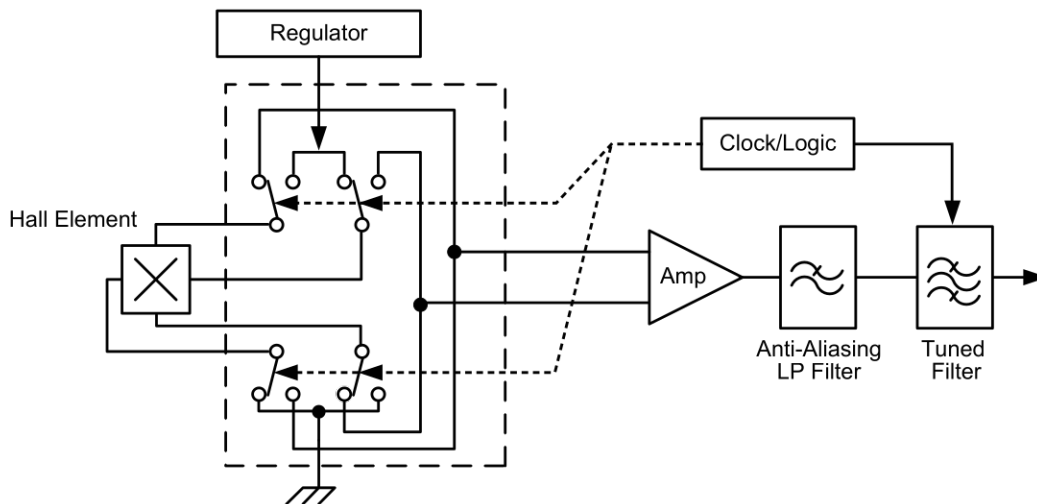 Regulator
Clock/Logic
Hall Element
Amp
Anti-Aliasing
LP Filter
Tuned
Filter